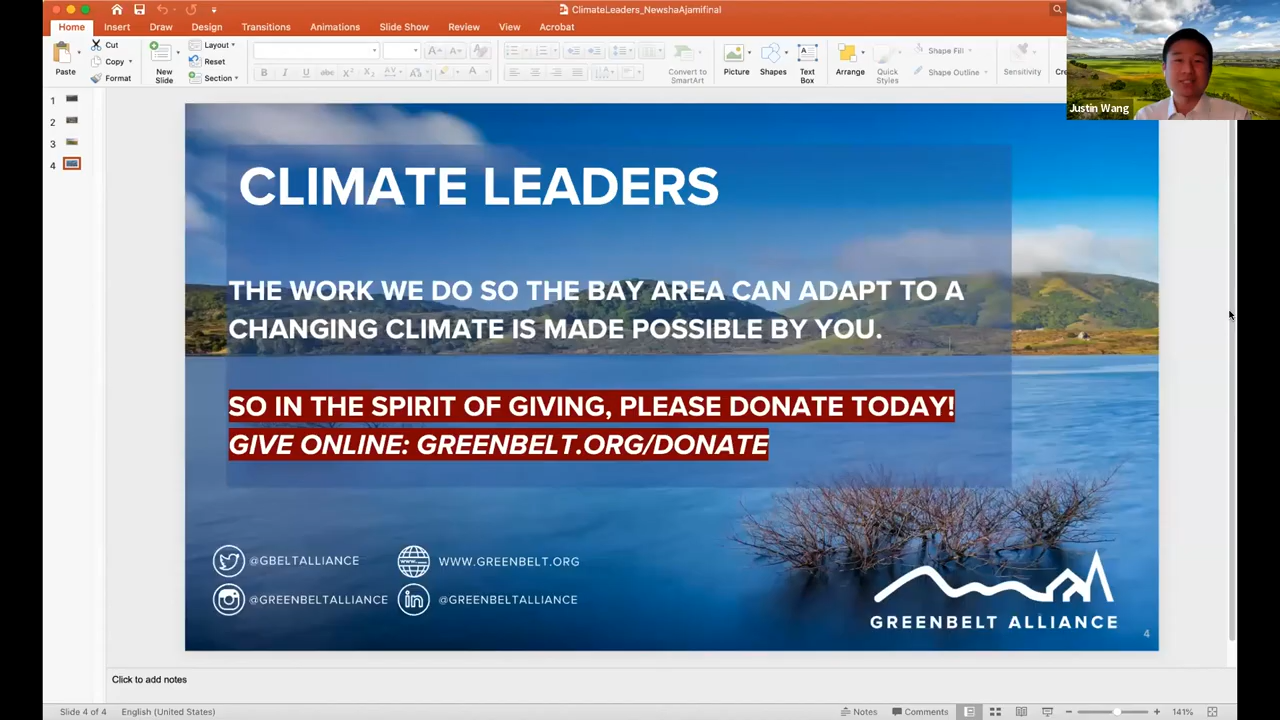 ClimateLeaders_NewshaAjamifinal
Home Insert Draw Design Transitions Animations Slide Show Review View Acrobat
Paste
Cut
Copy
Format
New
Slide
Layout
Reset
Section
Convert to
SmartArt
Picture
Shapes
Text
Box
Arrange
Quick
Styles
Shape Fill
Shape Outline
Sensitivity
Justin Wang
1
2
3
4
CLIMATE LEADERS
THE WORK WE DO SO THE BAY AREA CAN ADAPT TO A
CHANGING CLIMATE IS MADE POSSIBLE BY YOU.
SO IN THE SPIRIT OF GIVING, PLEASE DONATE TODAY!
GIVE ONLINE: GREENBELT.ORG/DONATE
@GBELTALLIANCE WWW.GREENBELT.ORG
@GREENBELTALLIANCE @GREENBELTALLIANCE
GREENBELT ALLIANCE
4
Click to add notes
Slide 4 of 4 English (United States) Notes Comments 141%